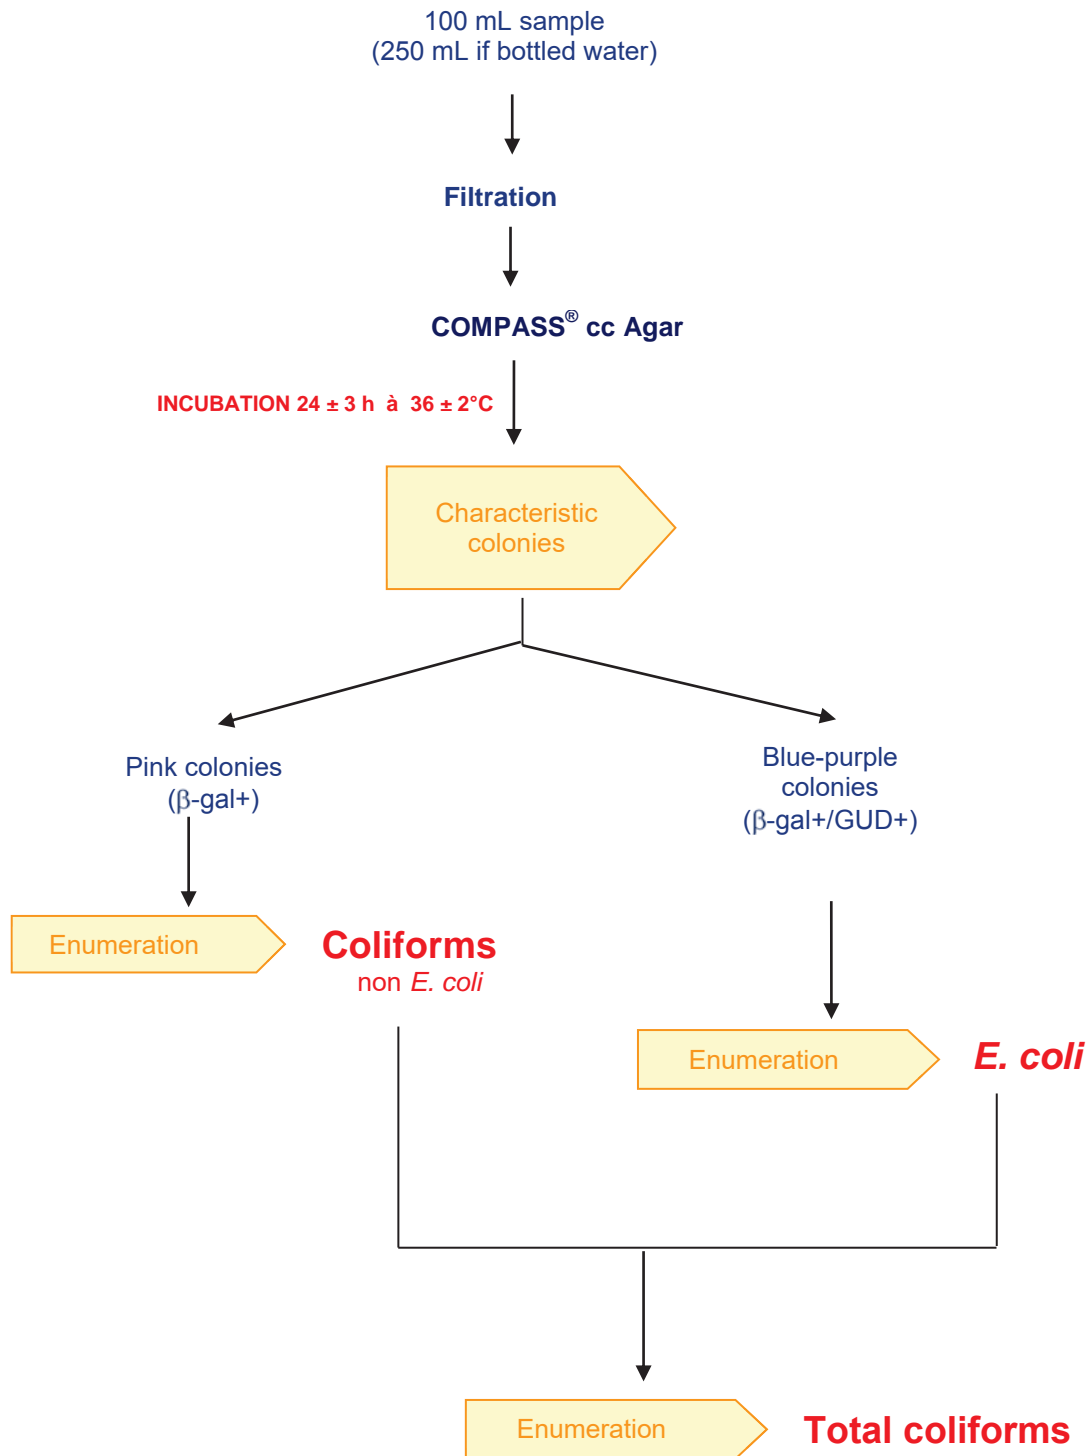 100 mL sample
(250 mL if bottled water)
Filtration
COMPASS® cc Agar
INCUBATION 24 ± 3 h à 36 ± 2°C
Characteristic
colonies
Pink colonies
(β-gal+)
Blue-purple
colonies
(β-gal+/GUD+)
Enumeration
Coliforms
non E. coli
Enumeration
E. coli
Enumeration
Total coliforms